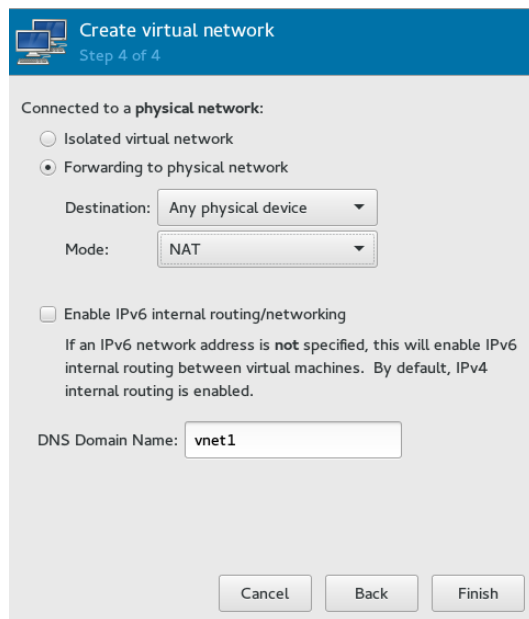 Create virtual network
Step 4 of 4
Connected to a physical network:
Isolated virtual network
Forwarding to physical network
Destination: Any physical device
Mode: NAT
Enable IPv6 internal routing/networking
If an IPv6 network address is not specified, this will enable IPv6
internal routing between virtual machines. By default, IPv4
internal routing is enabled.
DNS Domain Name: vnet1
Cancel Back Finish